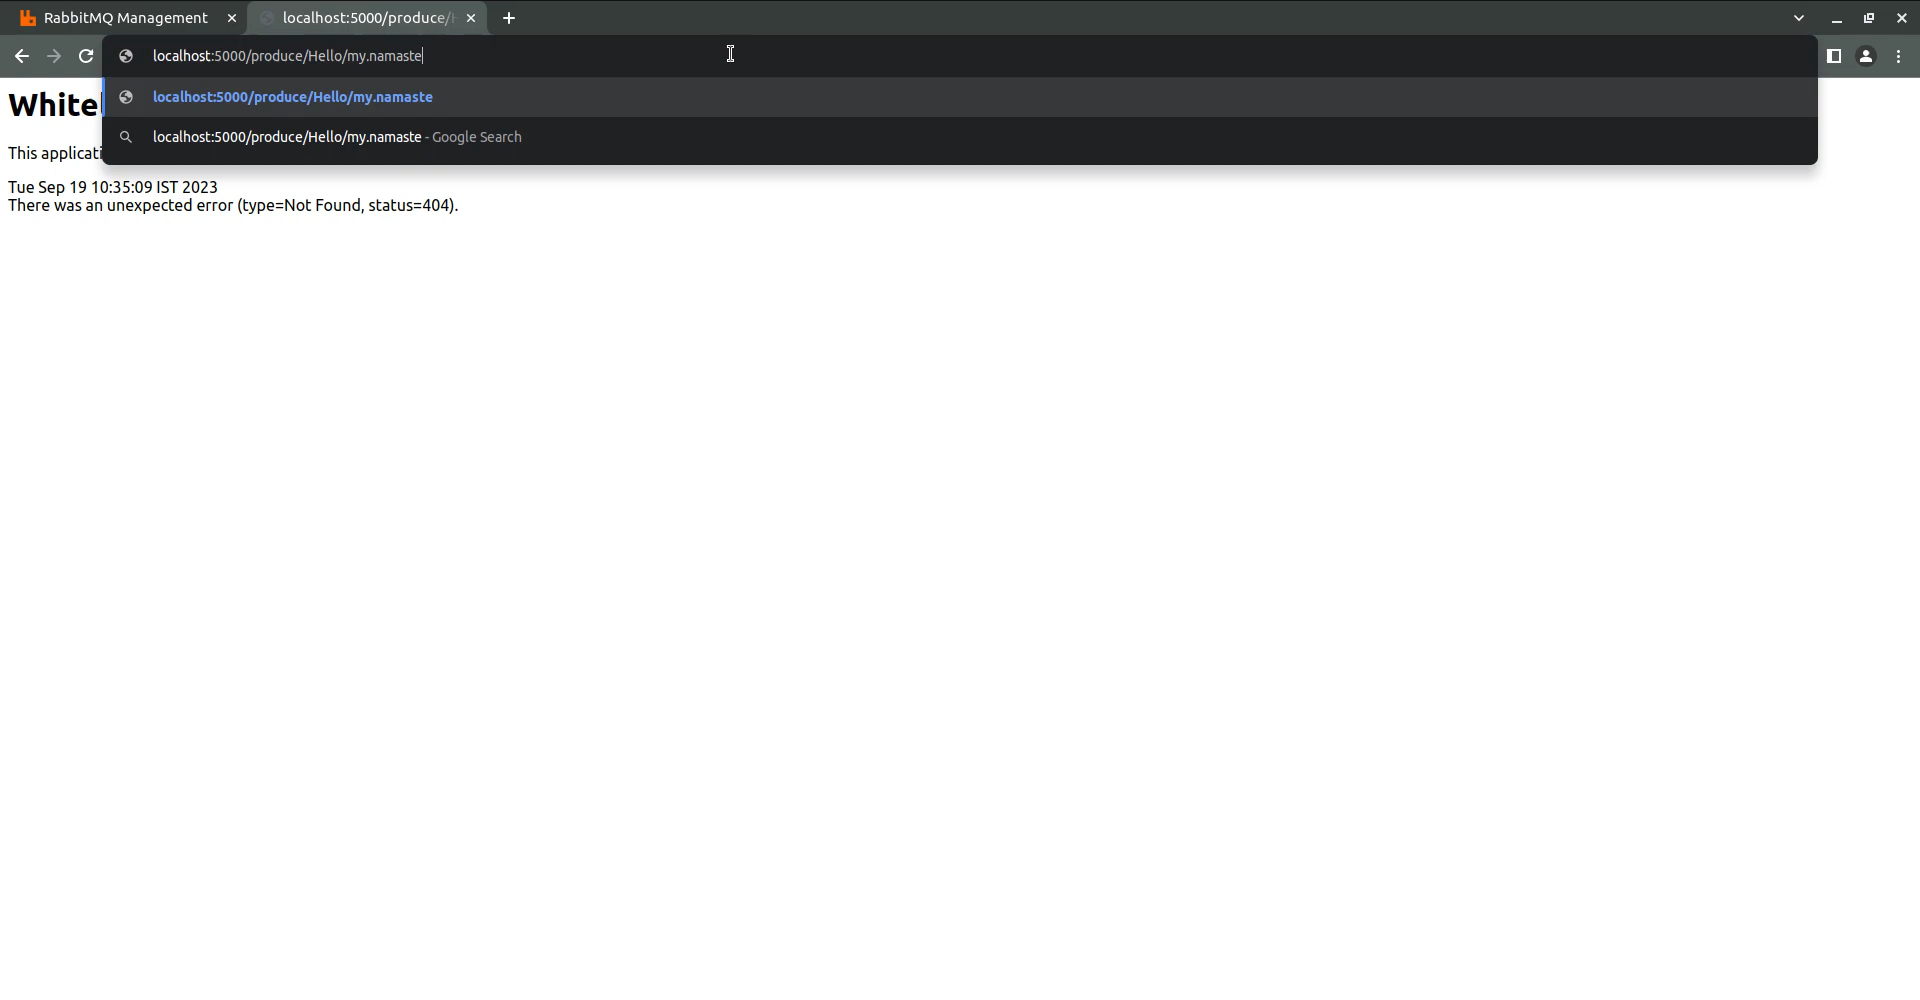 RabbitMQ Management
localhost:5000/produce/H
localhost:5000/produce/Hello/my.namaste
localhost:5000/produce/Hello/my.namaste
localhost:5000/produce/Hello/my.namaste - Google Search
White
This applicati
Tue Sep 19 10:35:09 IST 2023
There was an unexpected error (type=Not Found, status=404).